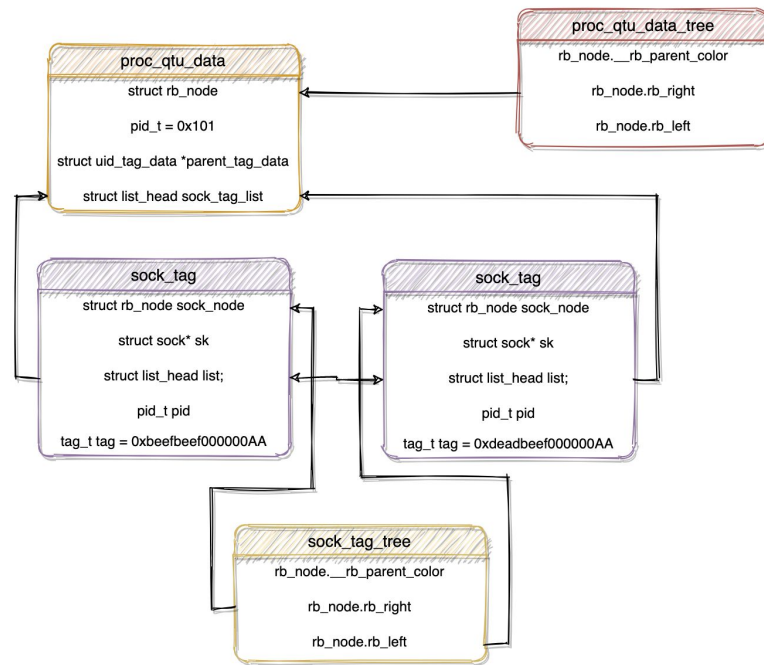 proc_qtu_data
struct rb_node
pid_t = 0x101
struct uid_tag_data *parent_tag_data
struct list_head sock_tag_list
proc_qtu_data_tree
rb_node.__rb_parent_color
rb_node.rb_right
rb_node.rb_left
sock_tag
struct rb_node sock_node
struct sock* sk
struct list_head list;
pid_t pid
tag_t tag = 0xbeefbeef000000AA
sock_tag
struct rb_node sock_node
struct sock* sk
struct list_head list;
pid_t pid
tag_t tag = 0xdeadbeef000000AA
sock_tag_tree
rb_node.__rb_parent_color
rb_node.rb_right
rb_node.rb_left